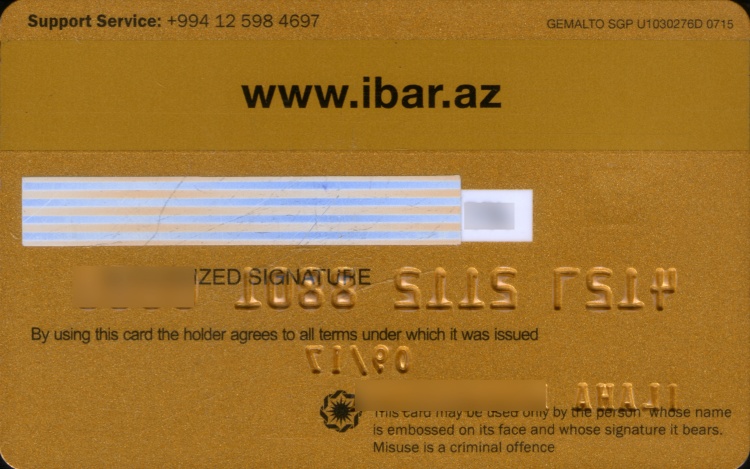 Support Service: +994 12 598 4697
GEMALTO SGP U1030276D 0715
www.ibar.az
IZED SIGNATURE
By using this card the holder agrees to all terms under which it was issued
This card may be used only by the person whose name
is embossed on its face and whose signature it bears.
Misuse is a criminal offence